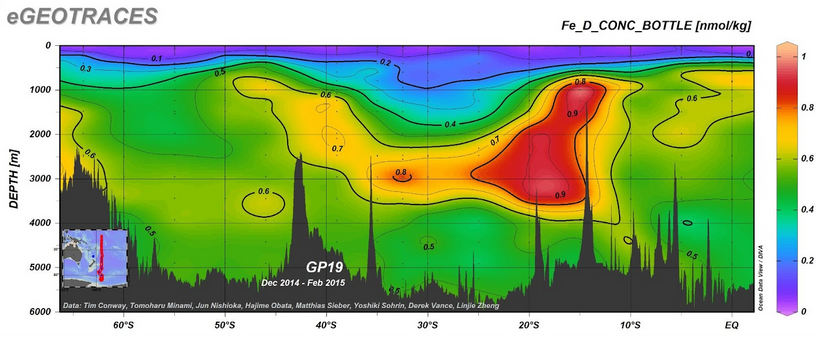 eGEOTRACES
Fe_D_CONC_BOTTLE [nmol/kg]
DEPTH [m]
0
1000
2000
3000
4000
5000
6000
60°S
50°S
40°S
30°S
20°S
10°S
EQ
0.1
0.2
0.3
0.5
0.6
0.4
0.7
0.8
0.9
0.6
0.6
0.7
0.8
0.9
0.6
0.5
0.5
0.5
0.5
GP19
Dec 2014 - Feb 2015
Data: Tim Conway, Tomoharu Minami, Jun Nishioka, Hajime Obata, Matthias Sieber, Yoshiki Sohrin, Derek Vance, Linjie Zheng
Ocean Data View / DIVA
1
0.8
0.6
0.4
0.2
0